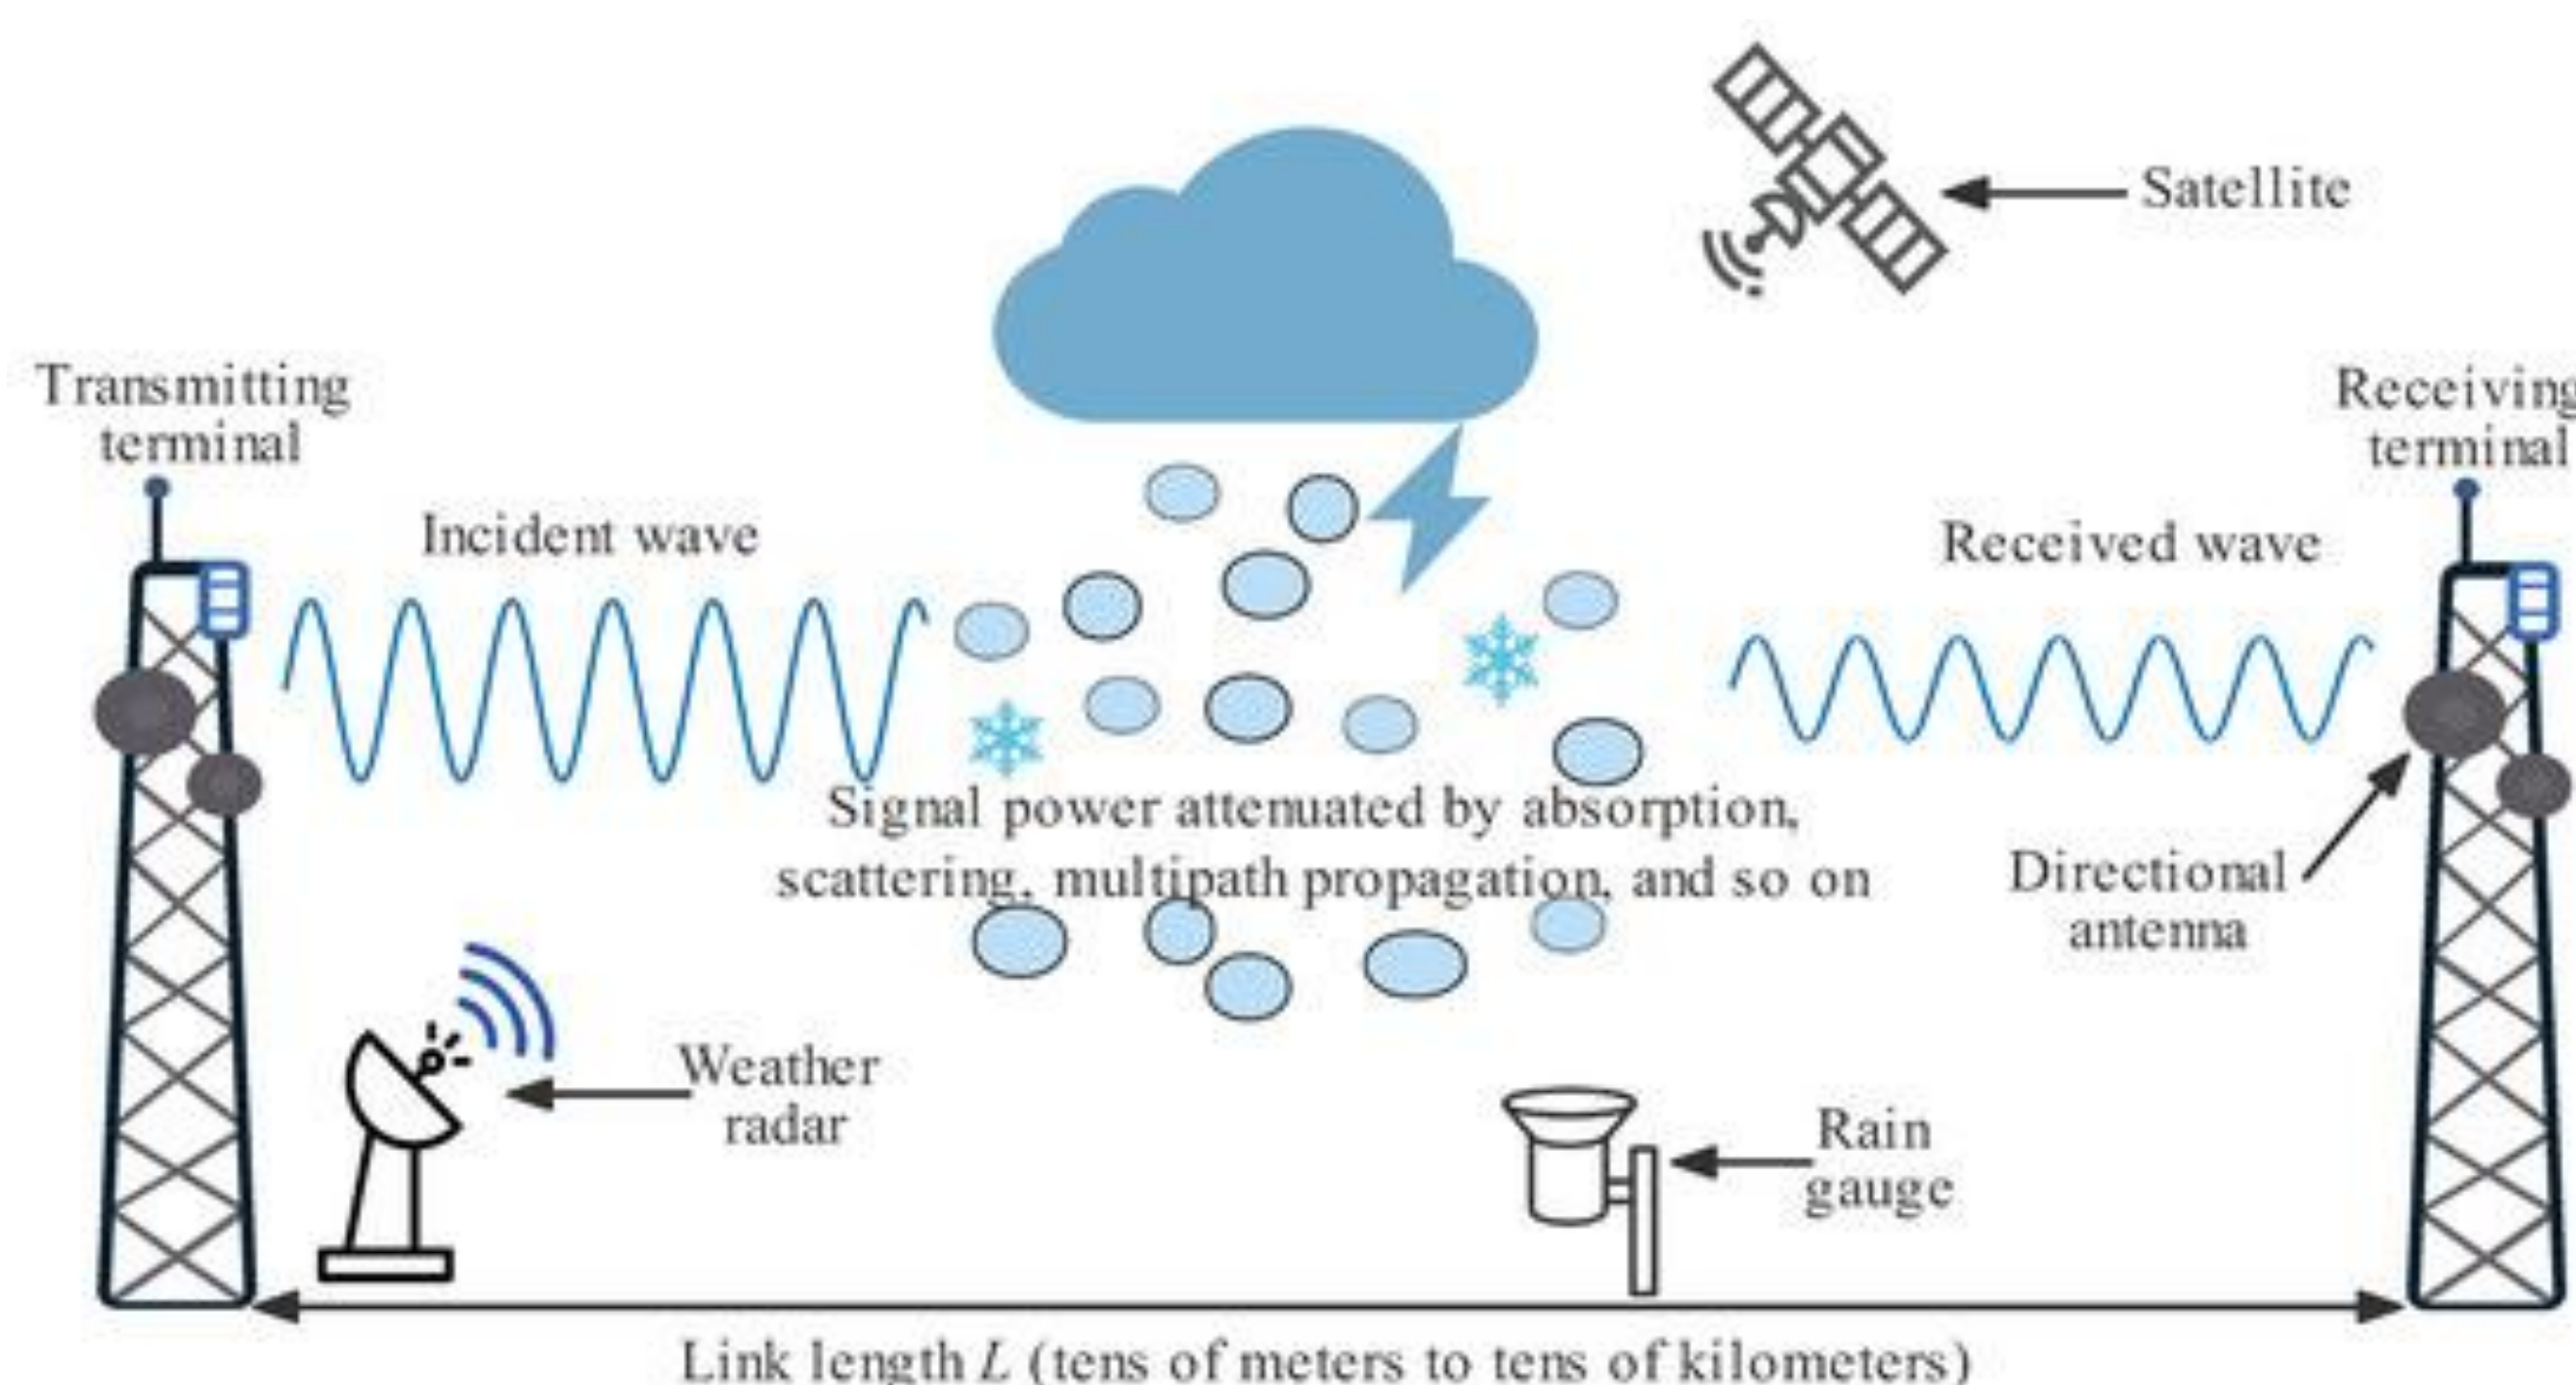 Satellite
Transmitting
terminal
Receiving
terminal
Incident wave
Received wave
Signal power attenuated by absorption,
scattering, multipath propagation, and so on
Directional
antenna
Weather
radar
Rain
gauge
Link length L (tens of meters to tens of kilometers)